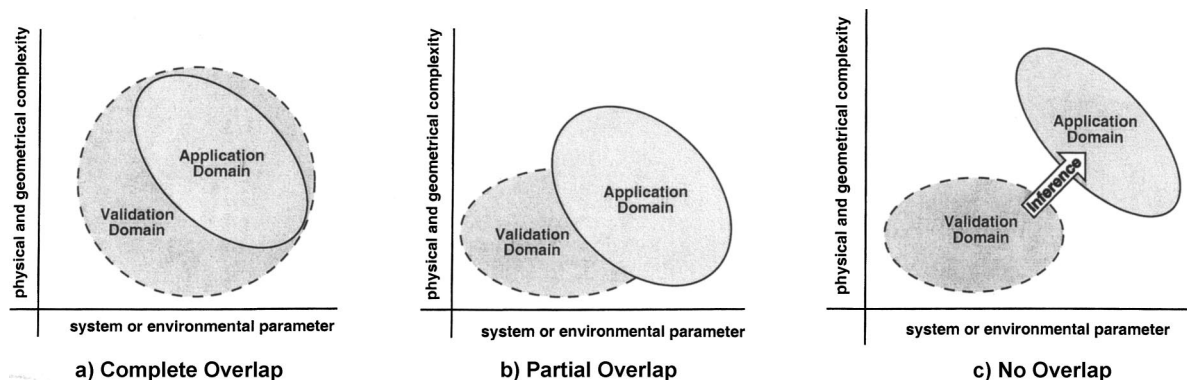 physical and geometrical complexity
Application
Domain
Validation
Domain
system or environmental parameter
a) Complete Overlap
physical and geometrical complexity
Application
Domain
Validation
Domain
system or environmental parameter
b) Partial Overlap
physical and geometrical complexity
Application
Domain
Inference
Validation
Domain
system or environmental parameter
c) No Overlap